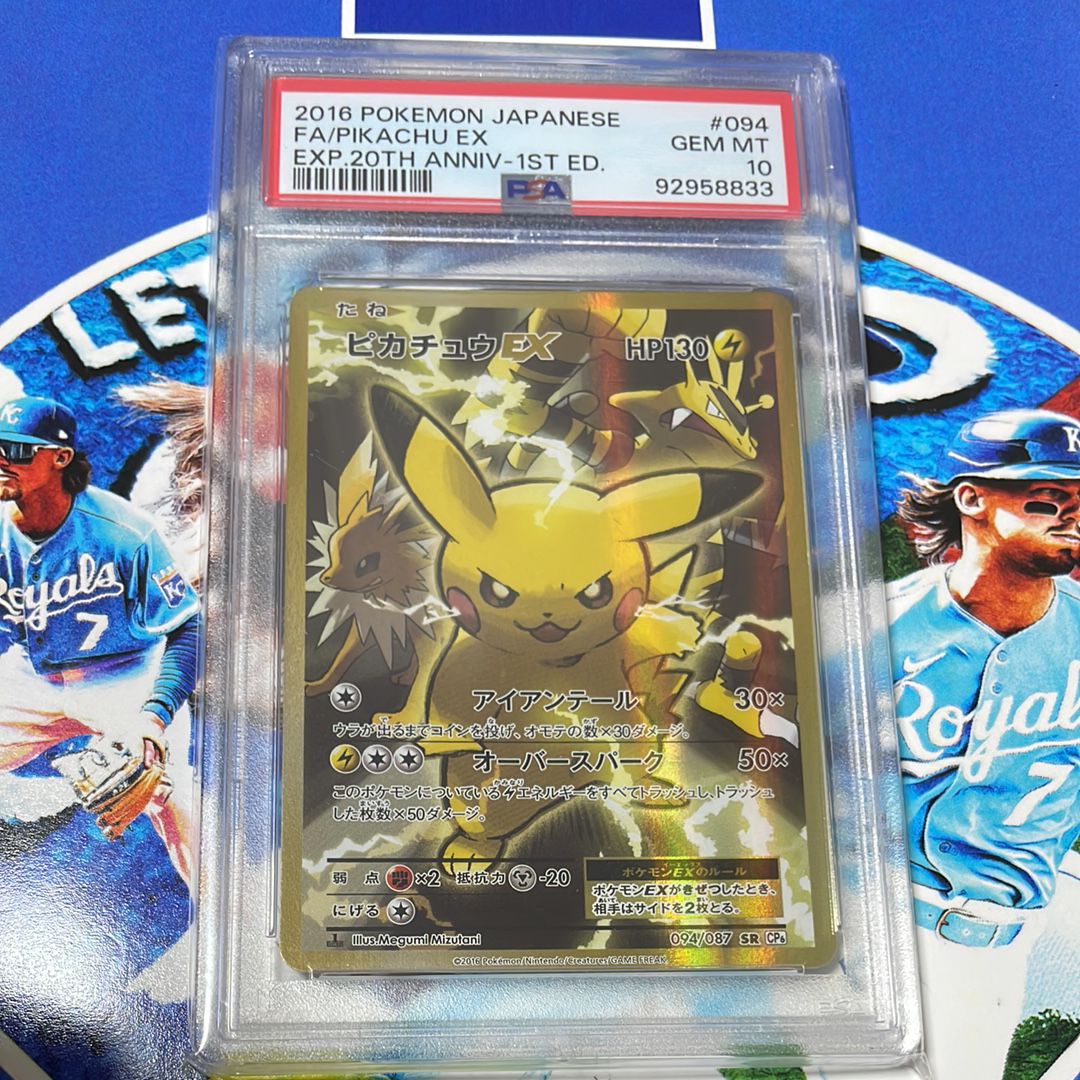 2016 POKEMON JAPANESE #094
FA/PIKACHU EX GEM MT
EXP.20TH ANNIV-1ST ED. 10
PSA 92958833
たね
ピカチュウEX HP130
アイアンテール 30×
ウラが出るまでコインを投げ、オモテの数×30ダメージ。
オーバースパーク 50×
このポケモンについているエネルギーをすべてトラッシュし、トラッシュ
した枚数×50ダメージ。
弱点 ×2 抵抗力 -20
にげる
ポケモンEXのルール
ポケモンEXがきぜつしたとき、
相手はサイドを2枚とる。
Illus.Megumi Mizutani 094/087 SR CP6
©2016 Pokémon/Nintendo/Creatures/GAME FREAK.
KC
Royals
7
KC
Royals
7